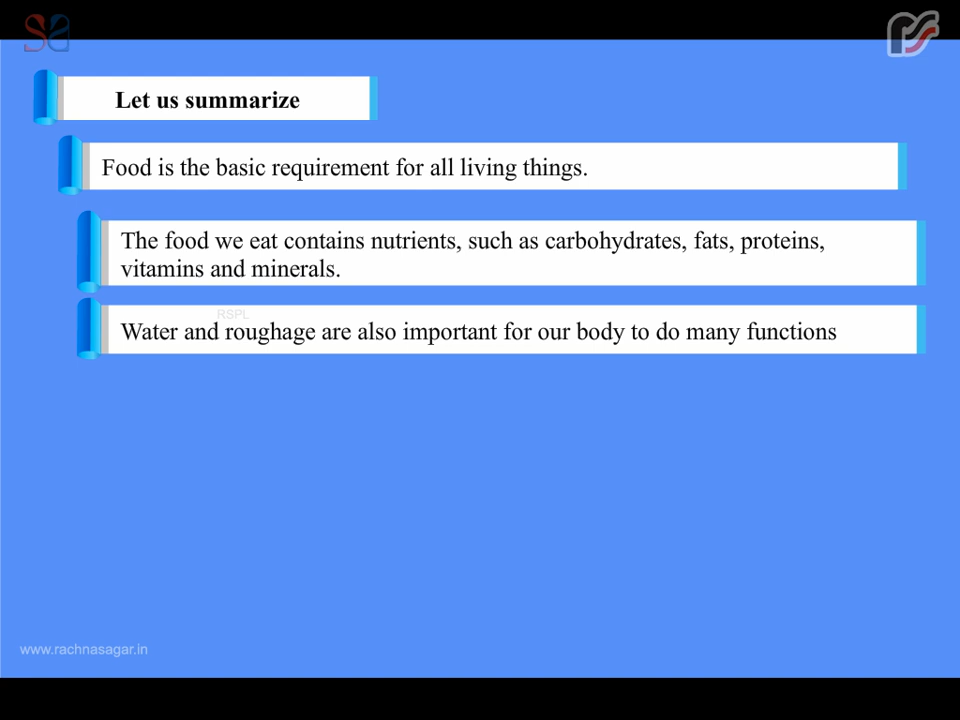 Let us summarize
Food is the basic requirement for all living things.
The food we eat contains nutrients, such as carbohydrates, fats, proteins,
vitamins and minerals.
RSPL
Water and roughage are also important for our body to do many functions
www.rachnasagar.in